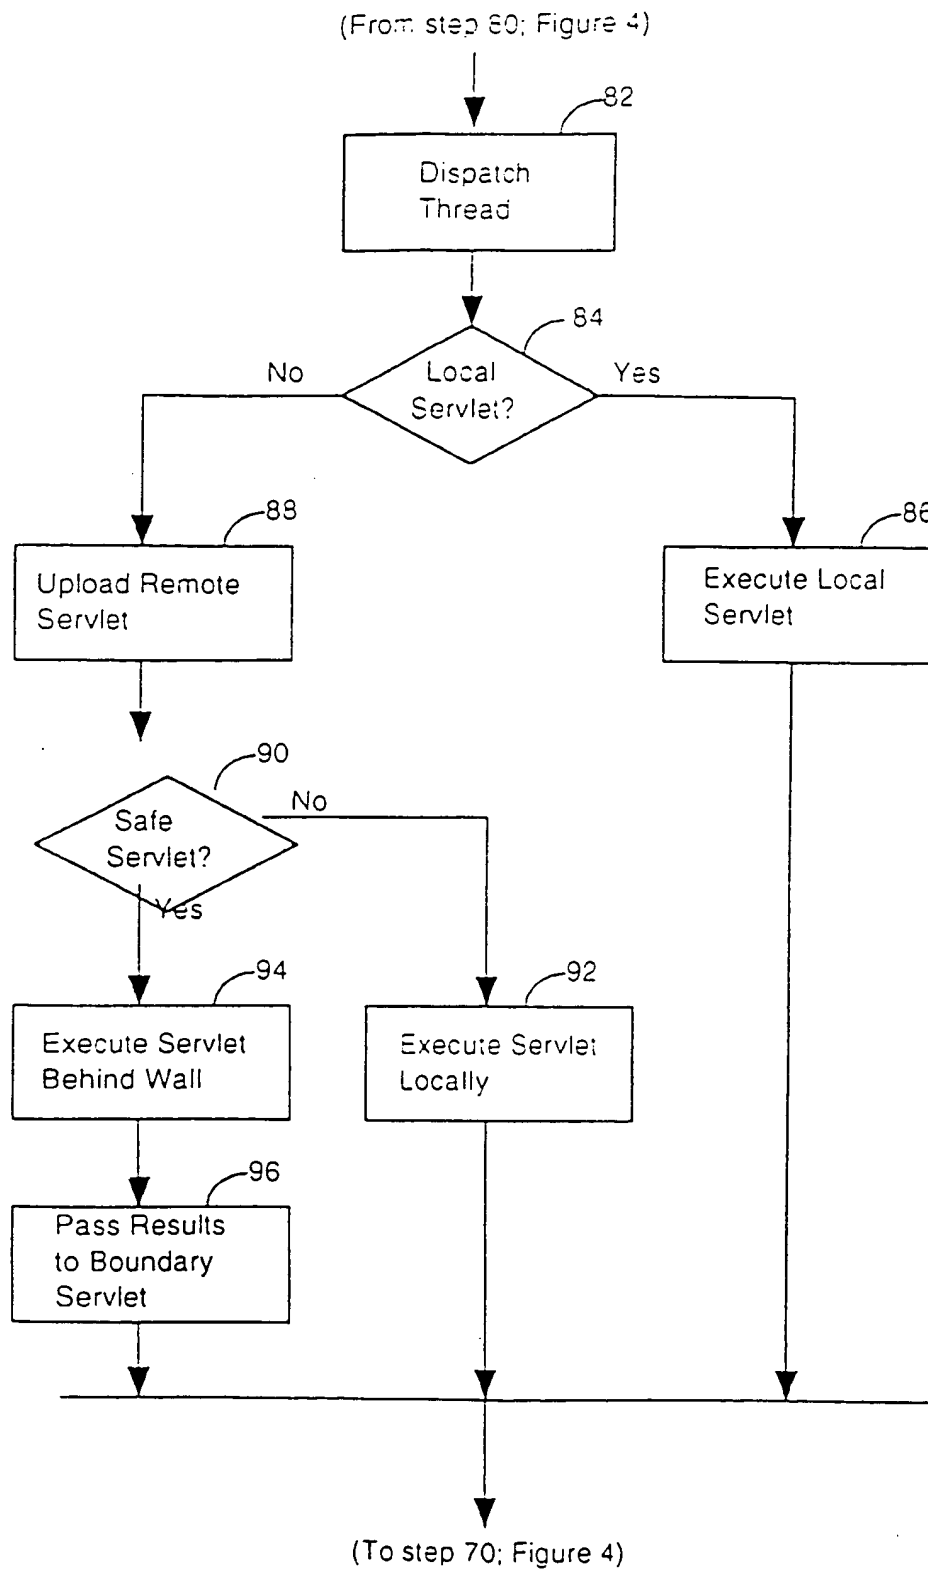 (From step 80; Figure 4)
82
Dispatch
Thread
84
No
Local
Servlet?
Yes
88
86
Upload Remote
Servlet
Execute Local
Servlet
90
No
Safe
Servlet?
Yes
94
92
Execute Servlet
Behind Wall
Execute Servlet
Locally
96
Pass Results
to Boundary
Servlet
(To step 70; Figure 4)